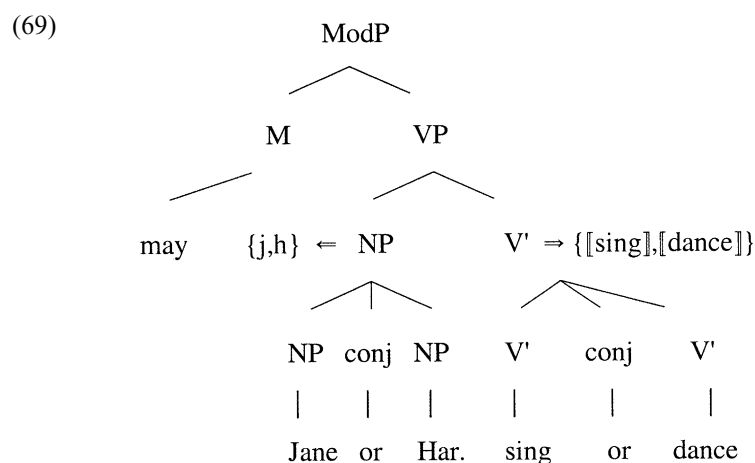 (69)
ModP
M VP
may {j,h} ⇐ NP V' ⇒ {⟦sing⟧,⟦dance⟧}
NP conj NP V' conj V'
Jane or Har. sing or dance